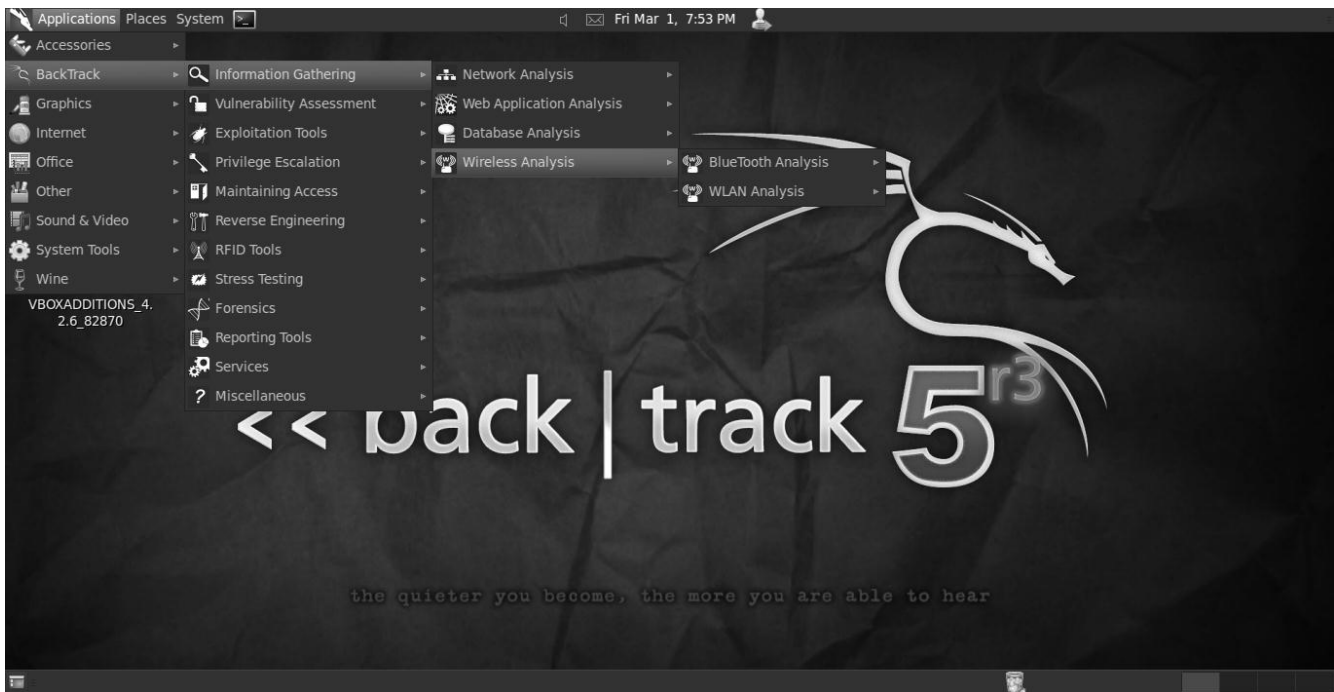 Applications Places System
Fri Mar 1, 7:53 PM
Accessories
BackTrack
Graphics
Internet
Office
Other
Sound & Video
System Tools
Wine
Information Gathering
Vulnerability Assessment
Exploitation Tools
Privilege Escalation
Maintaining Access
Reverse Engineering
RFID Tools
Stress Testing
Forensics
Reporting Tools
Services
Miscellaneous
Network Analysis
Web Application Analysis
Database Analysis
Wireless Analysis
BlueTooth Analysis
WLAN Analysis
VBOXADDITIONS_4.
2.6_82870
<< back | track 5 r3
the quieter you become, the more you are able to hear